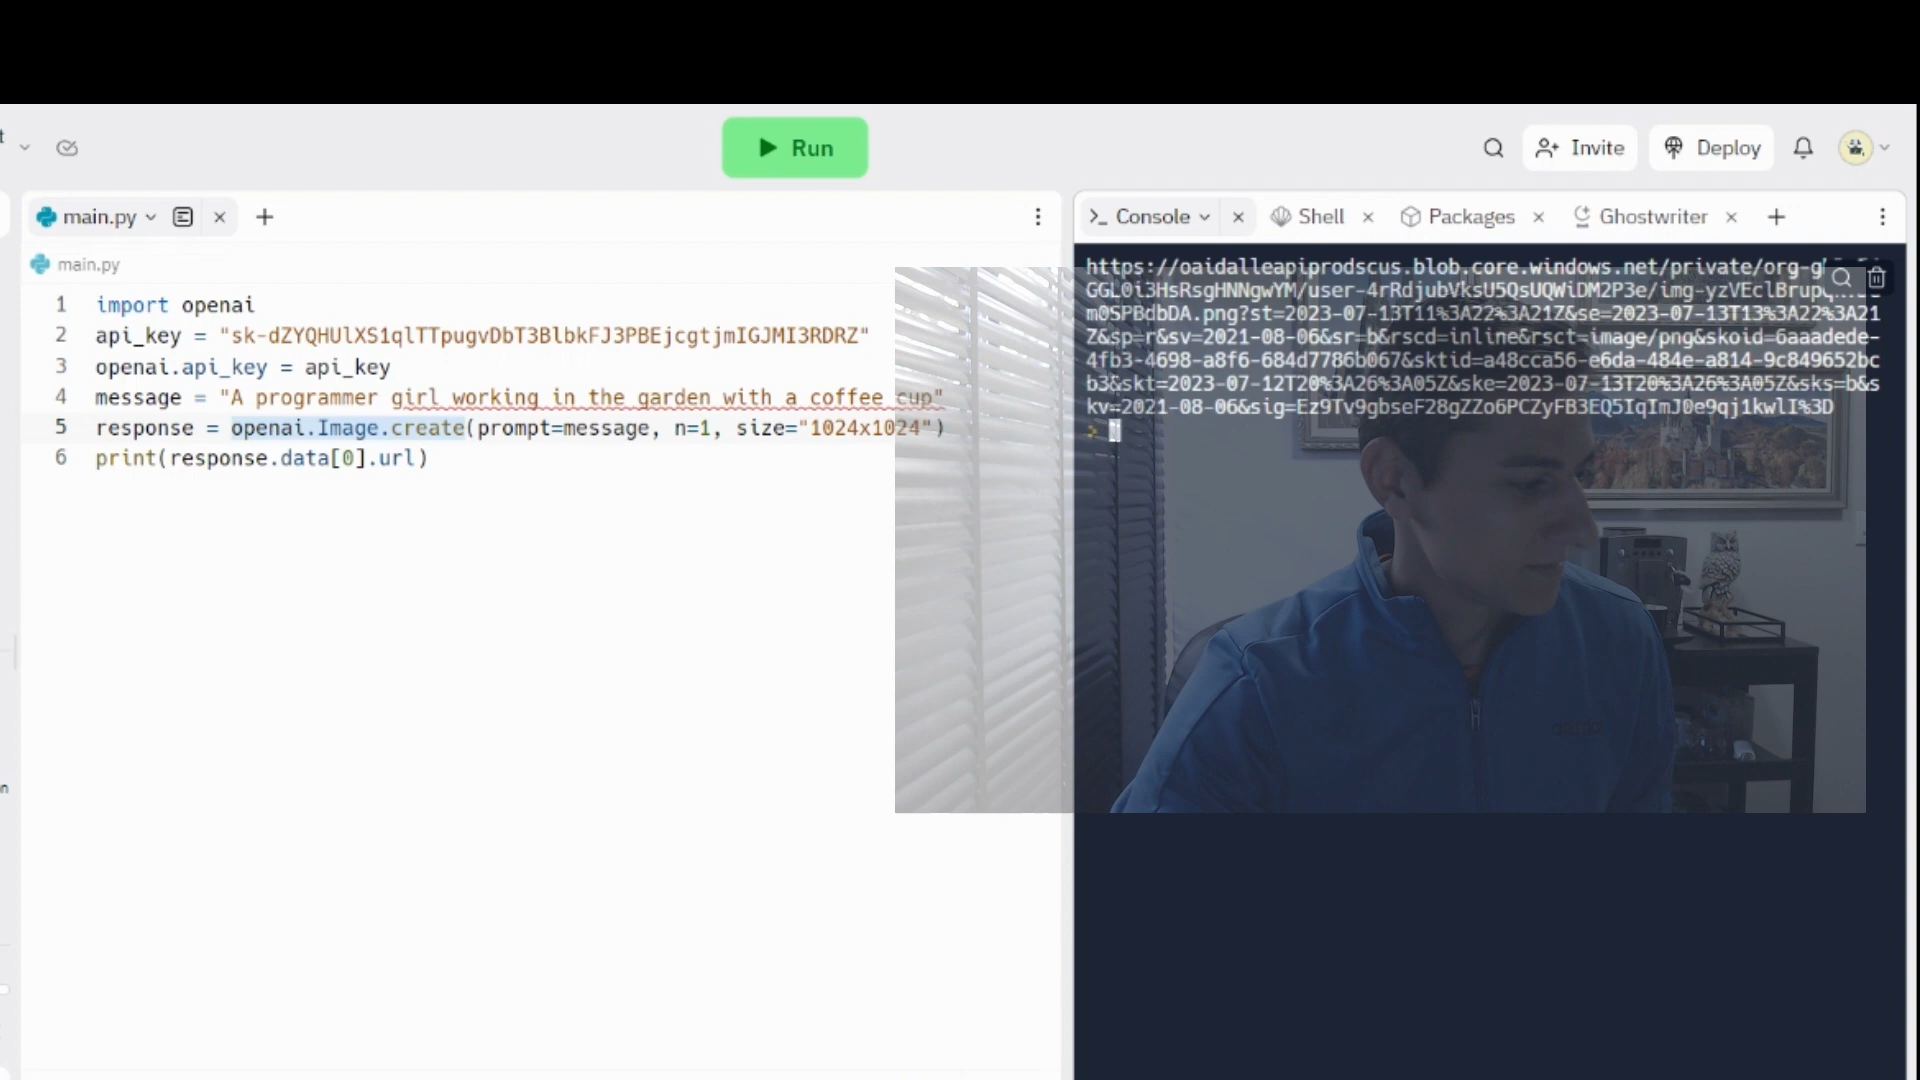 Run
Invite
Deploy
main.py
Console
Shell
Packages
Ghostwriter
main.py
1 import openai
2 api_key = "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"
3 openai.api_key = api_key
4 message = "A programmer girl working in the garden with a coffee cup"
5 response = openai.Image.create(prompt=message, n=1, size="1024x1024")
6 print(response.data[0].url)
https://oaidalleapiprodscus.blob.core.windows.net/private/
GGL0i3HsRsgHNNgwYM/user-4rRdjubVksU5QsUQWiDM2P3e/
m0SPBdbDA.png?st=2023-07-13T11%3A22%3A21Z&se=2023-07-13T13%3A22%3A21
Z&sp=r&sv=2021-08-06&sr=b&rscd=inline&rsct=image/png&skoid=6aaadede-
4fb3-4698-a8f6-684d7786b067&sktid=a48cca56-e6da-484e-a814-9c849652bc
b3&skt=2023-07-12T20%3A26%3A05Z&ske=2023-07-13T20%3A26%3A05Z&sks=b&s
kv=2021-08-06&sig=Ez9Tv9gbseF28gZZo6PCZyFB3EQ5IqImJ0e9qj1kwlI%3D